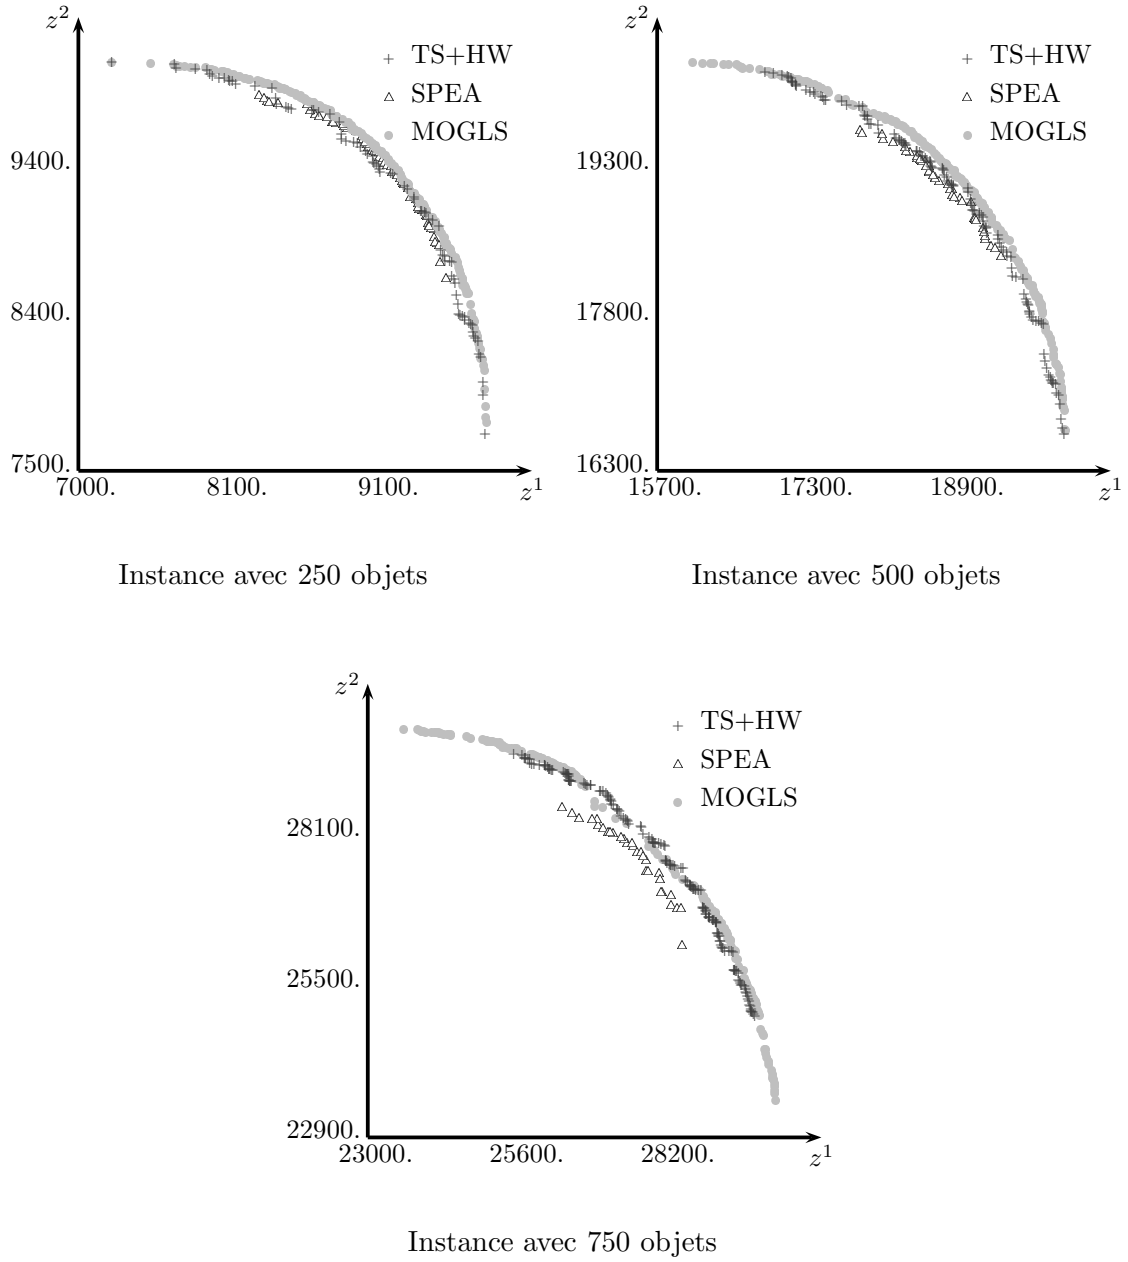 z²
TS+HW
SPEA
MOGLS
9400.
8400.
7500.
7000. 8100. 9100. z¹
Instance avec 250 objets
z²
TS+HW
SPEA
MOGLS
19300.
17800.
16300.
15700. 17300. 18900. z¹
Instance avec 500 objets
z²
TS+HW
SPEA
MOGLS
28100.
25500.
22900.
23000. 25600. 28200. z¹
Instance avec 750 objets